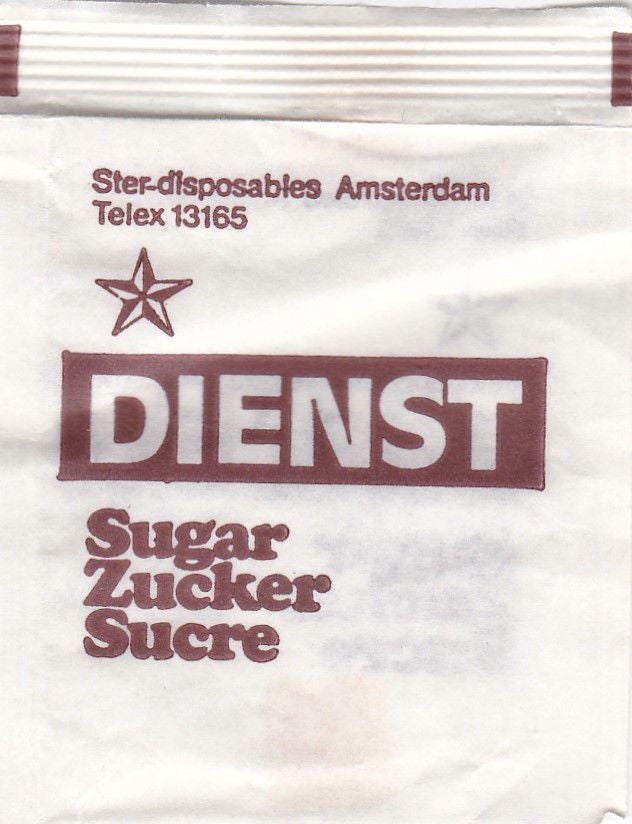 Ster-disposables Amsterdam
Telex 13165
DIENST
Sugar
Zucker
Sucre